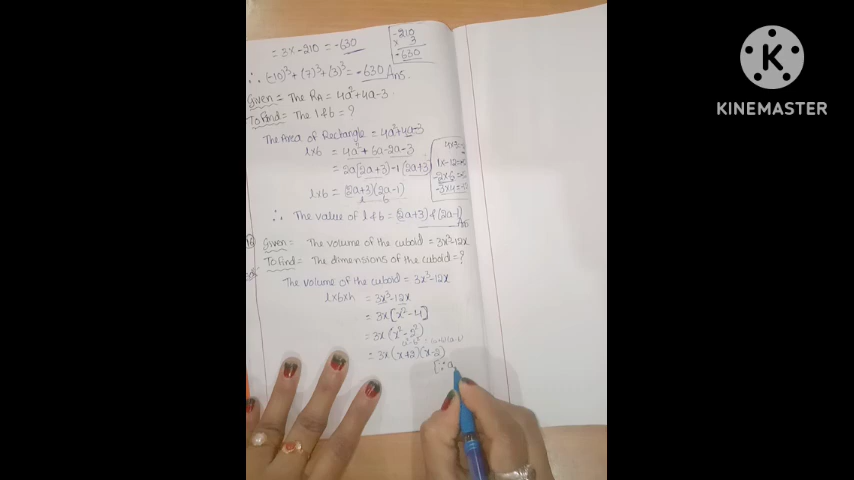 = 3x-210 = -630
-210
x 3
-630
∴ (-10)³ + (7)³ + (3)³ = -630 Ans.
Given = The RA = 4a²+4a-3.
To Find = The l & b = ?
The Area of Rectangle = 4a²+4a-3
l x b = 4a² + 6a-2a-3
= 2a(2a+3)-1(2a+3)
l x b = (2a+3)(2a-1)
l b
∴ The value of l & b = (2a+3) & (2a-1)
Ans
Given = The volume of the cuboid = 3x³-12x
To Find = The dimensions of the cuboid = ?
The volume of the cuboid = 3x³-12x
l x b x h = 3x³-12x
= 3x[x²-4]
= 3x(x²-2²)
= 3x(x+2)(x-2)
[∵ a
KINEMASTER